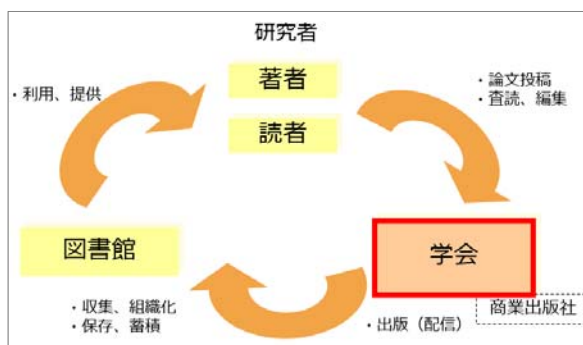 研究者
著者
読者
・利用、提供
・論文投稿
・査読、編集
図書館
学会
商業出版社
・収集、組織化
・保存、蓄積
・出版（配信）